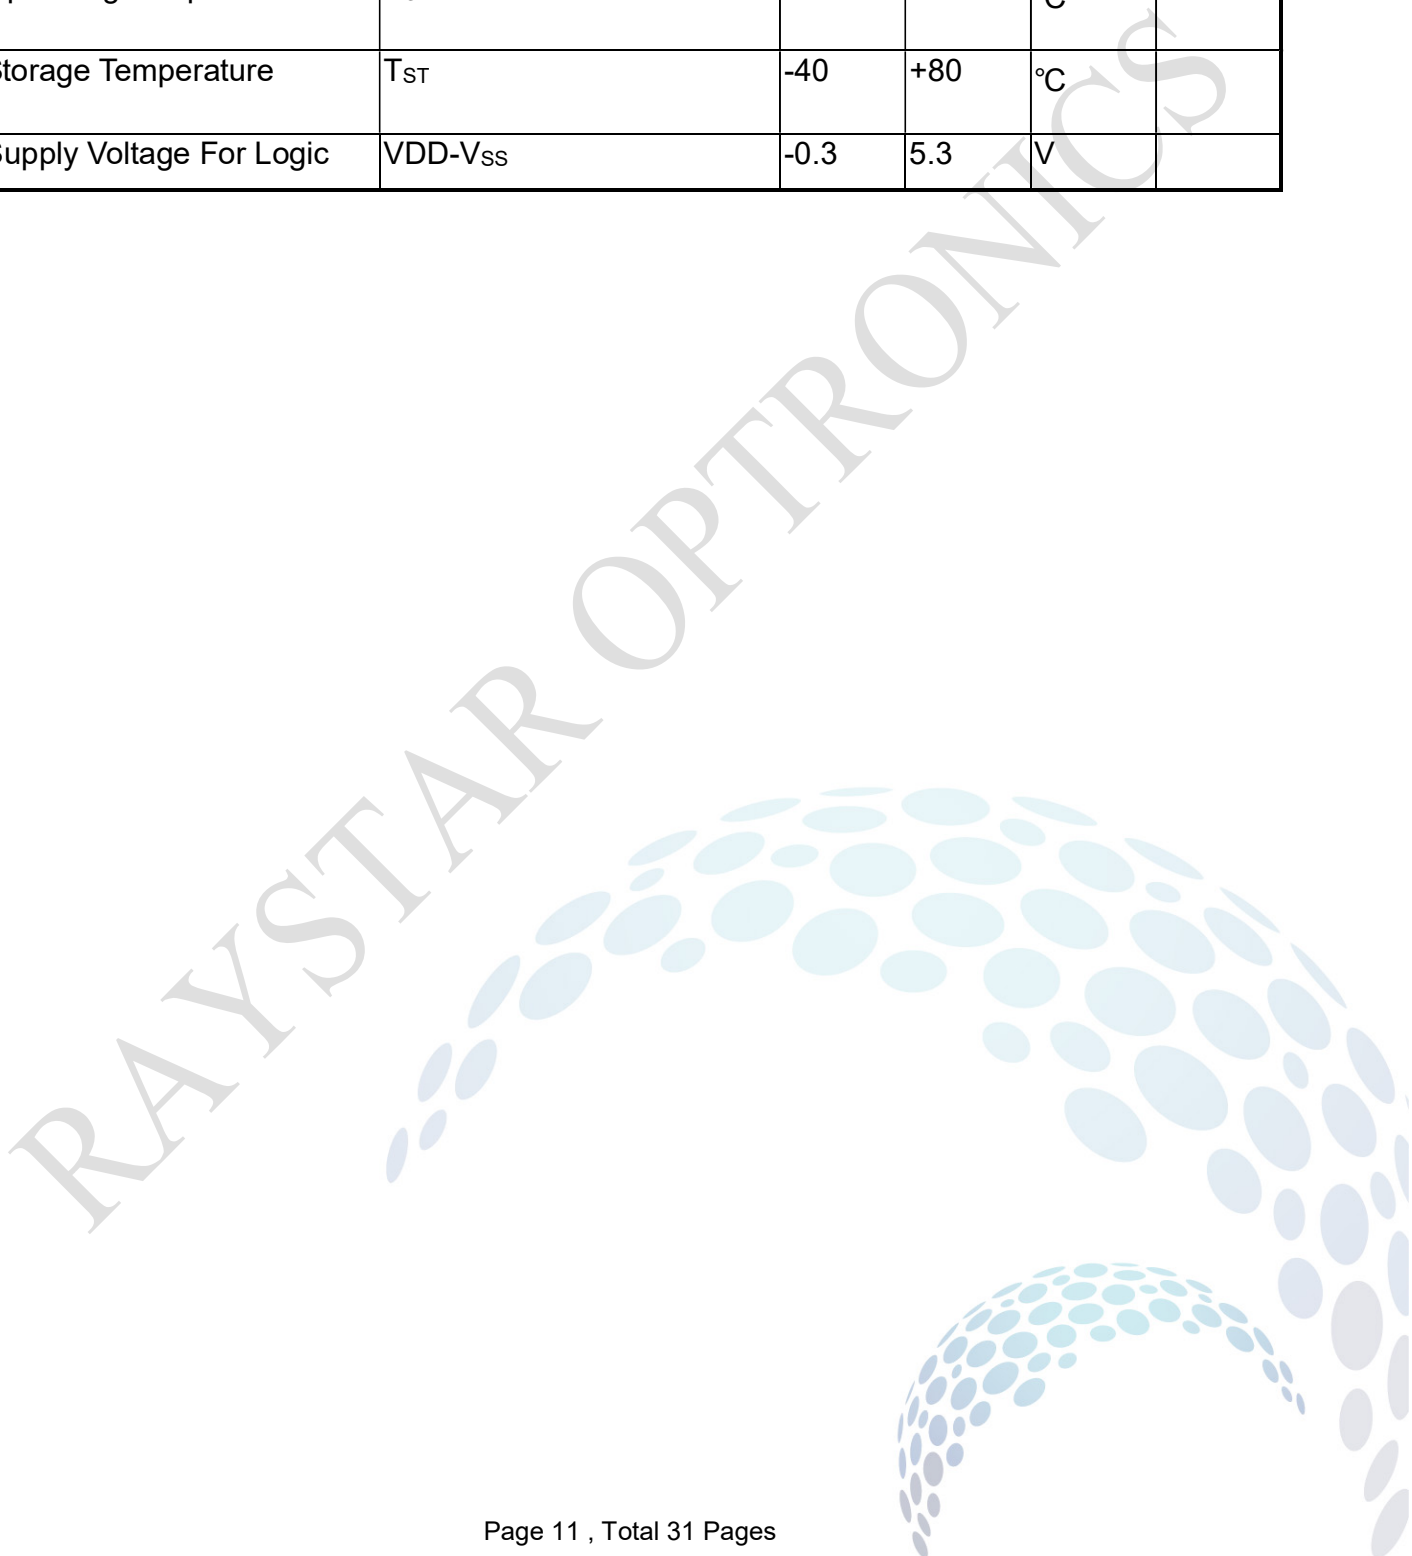 ℃
Storage Temperature TST -40 +80 ℃
Supply Voltage For Logic VDD-VSS -0.3 5.3 V
RAYSTAR OPTRONICS
Page 11 , Total 31 Pages